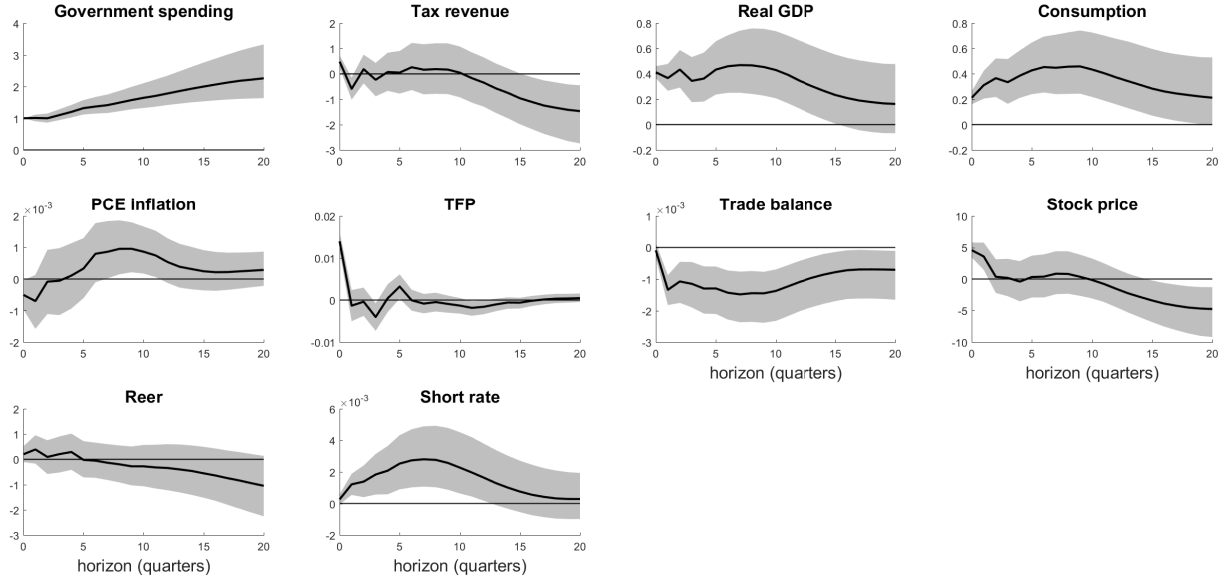 Government spending
4
3
2
1
0
0 5 10 15 20
Tax revenue
2
1
0
-1
-2
-3
0 5 10 15 20
Real GDP
0.8
0.6
0.4
0.2
0
-0.2
0 5 10 15 20
Consumption
0.8
0.6
0.4
0.2
0
-0.2
0 5 10 15 20
PCE inflation
×10⁻³
2
1
0
-1
-2
0 5 10 15 20
TFP
0.02
0.01
0
-0.01
0 5 10 15 20
Trade balance
×10⁻³
1
0
-1
-2
-3
0 5 10 15 20
horizon (quarters)
Stock price
10
5
0
-5
-10
0 5 10 15 20
horizon (quarters)
Reer
2
1
0
-1
-2
-3
0 5 10 15 20
horizon (quarters)
Short rate
×10⁻³
6
4
2
0
-2
0 5 10 15 20
horizon (quarters)